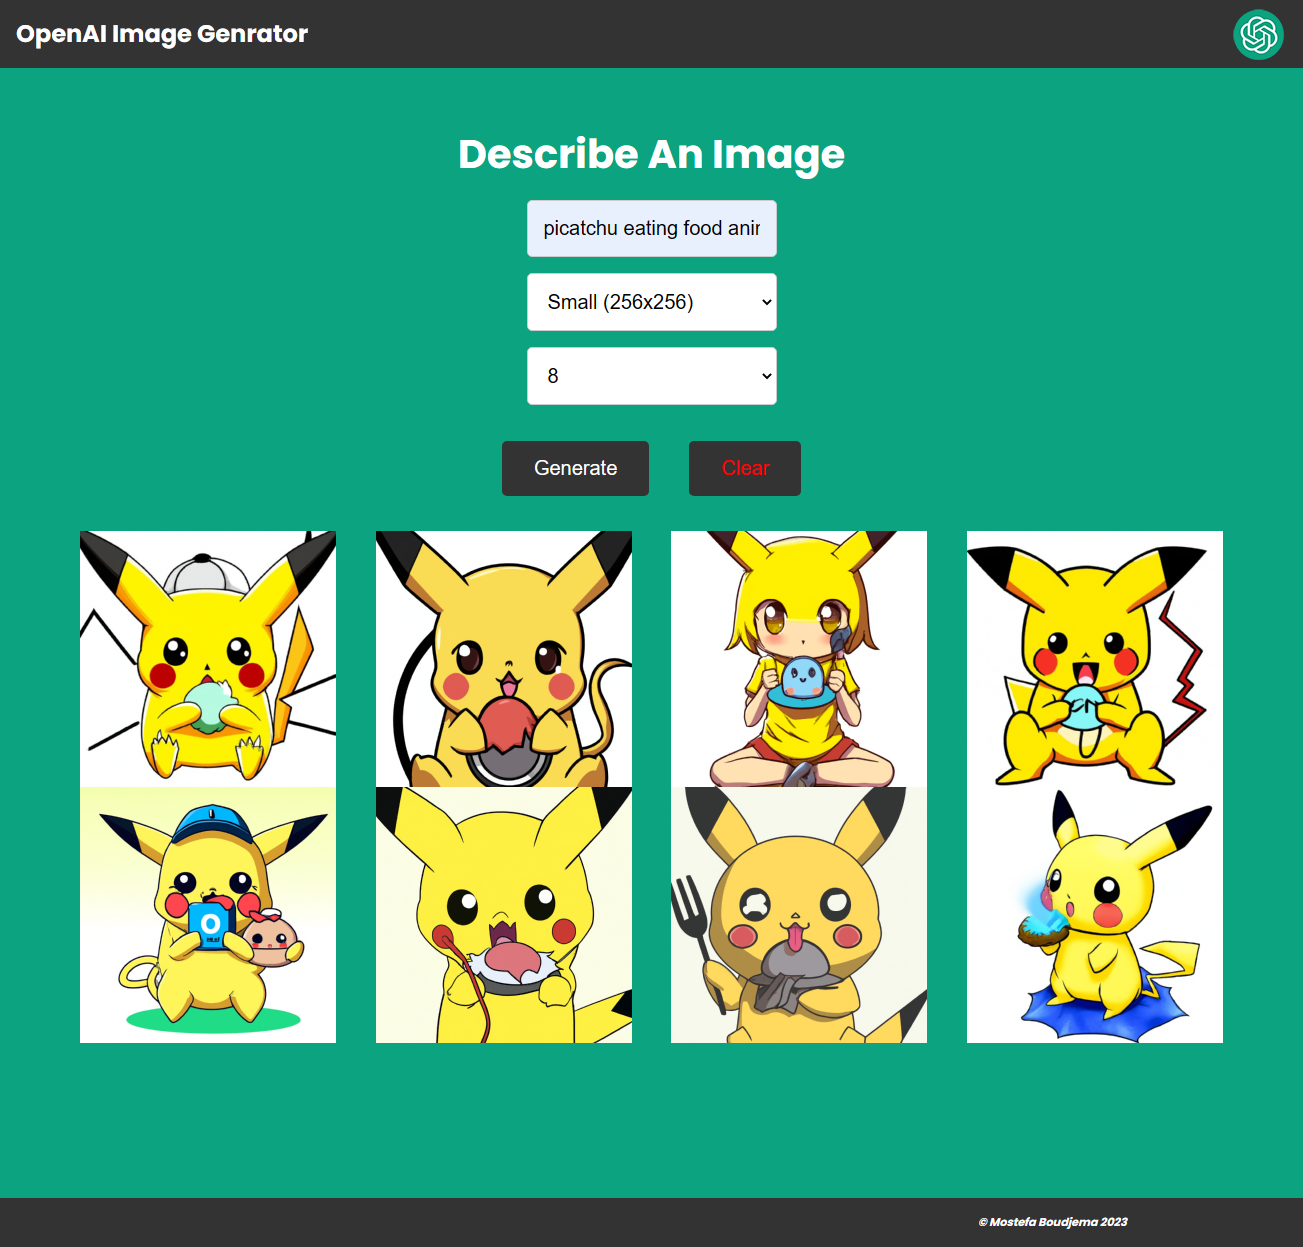 OpenAI Image Genrator
Describe An Image
picatchu eating food anir
Small (256x256)
8
Generate
Clear
O
© Mostefa Boudjema 2023